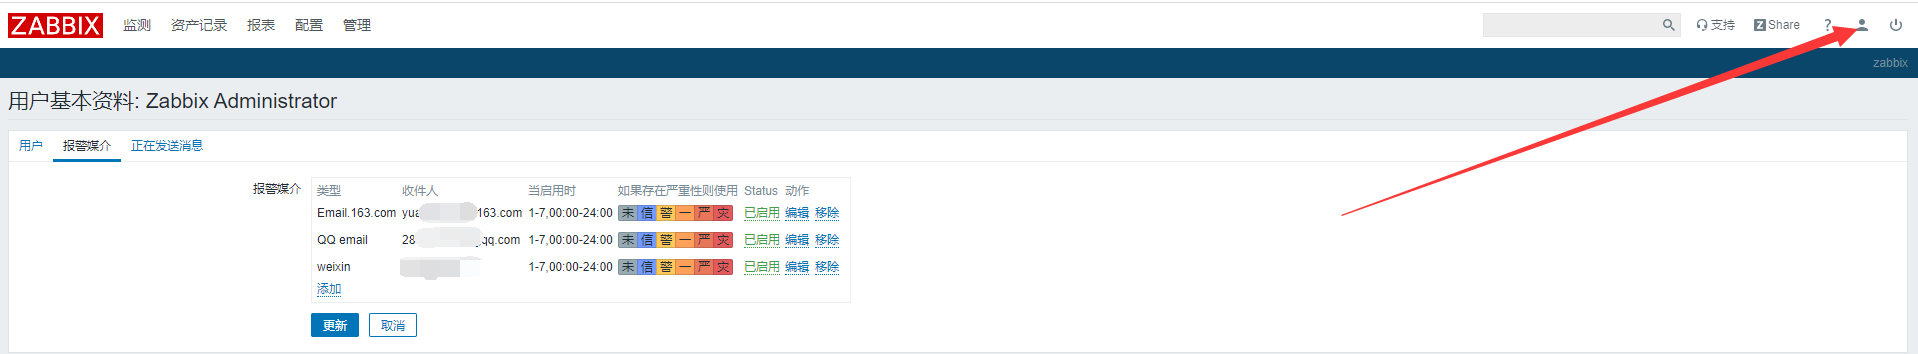 ZABBIX 监测 资产记录 报表 配置 管理 支持 Z Share ?
zabbix
用户基本资料: Zabbix Administrator
用户 报警媒介 正在发送消息
报警媒介 类型 收件人 当启用时 如果存在严重性则使用 Status 动作
Email.163.com yua 163.com 1-7,00:00-24:00 未 信 警 一 严 灾 已启用 编辑 移除
QQ email 28 qq.com 1-7,00:00-24:00 未 信 警 一 严 灾 已启用 编辑 移除
weixin 1-7,00:00-24:00 未 信 警 一 严 灾 已启用 编辑 移除
添加
更新 取消